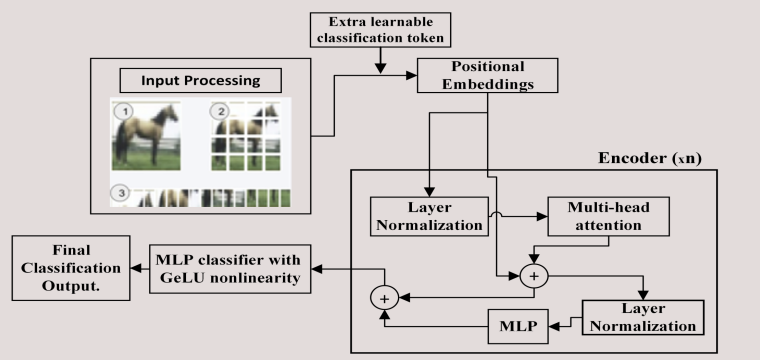 Extra learnable
classification token
Input Processing
1
2
3
Positional
Embeddings
Encoder (xn)
Layer
Normalization
Multi-head
attention
+
Layer
Normalization
MLP
+
MLP classifier with
GeLU nonlinearity
Final
Classification
Output.